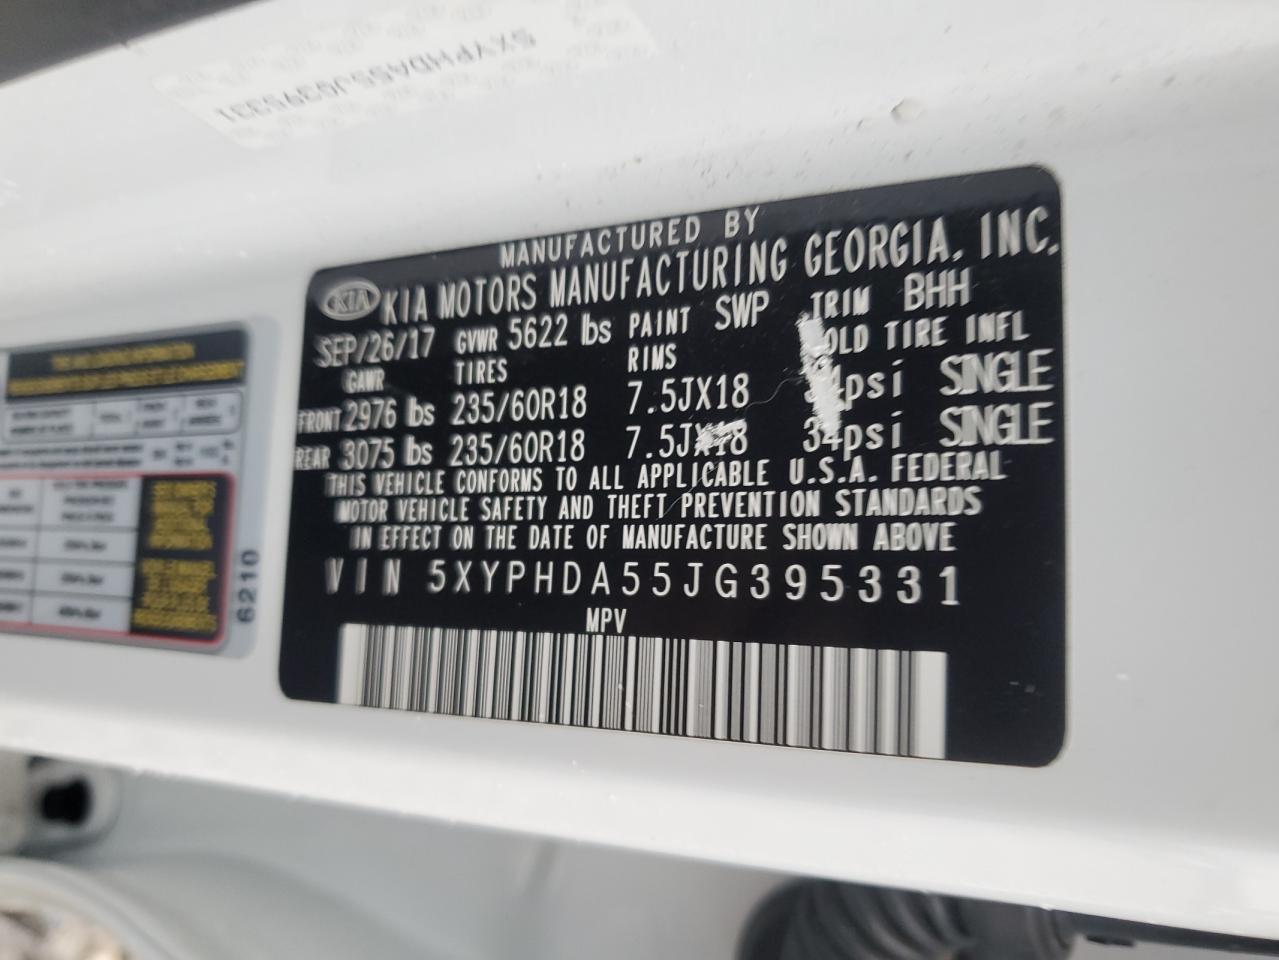 5XYPHDA55JG395331
MANUFACTURED BY
KIA KIA MOTORS MANUFACTURING GEORGIA, INC.
SEP/26/17 GVWR 5622 lbs PAINT SWP TRIM BHH
GAWR TIRES RIMS OLD TIRE INFL
FRONT 2976 lbs 235/60R18 7.5JX18 psi SINGLE
REAR 3075 lbs 235/60R18 7.5JX18 34psi SINGLE
THIS VEHICLE CONFORMS TO ALL APPLICABLE U.S.A. FEDERAL
MOTOR VEHICLE SAFETY AND THEFT PREVENTION STANDARDS
IN EFFECT ON THE DATE OF MANUFACTURE SHOWN ABOVE
VIN 5XYPHDA55JG395331
MPV
6210